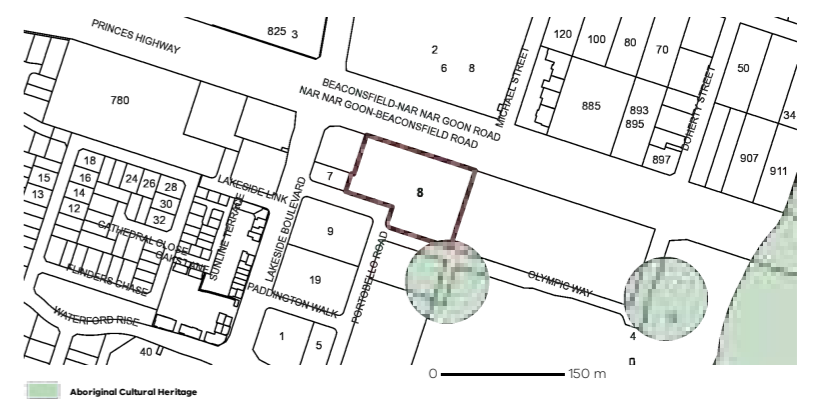 PRINCES HIGHWAY
825 3
2
6 8
120
100
80
70
50
34
780
BEACONSFIELD-NAR NAR GOON ROAD
NAR NAR GOON-BEACONSFIELD ROAD
MICHAEL STREET
DOHERTY STREET
885
893
895
897
907
911
18
16
14
12
15
13
24
26
28
30
32
LAKESIDE LINK
7
8
9
19
LAKESIDE BOULEVARD
SUNLINE TERRACE
CATHEDRAL CLOSE
OAKS LANE
FLINDERS CHASE
WATERFORD RISE
PADDINGTON WALK
PORTOBELLO ROAD
OLYMPIC WAY
1
5
40
4
0 150 m
Aboriginal Cultural Heritage